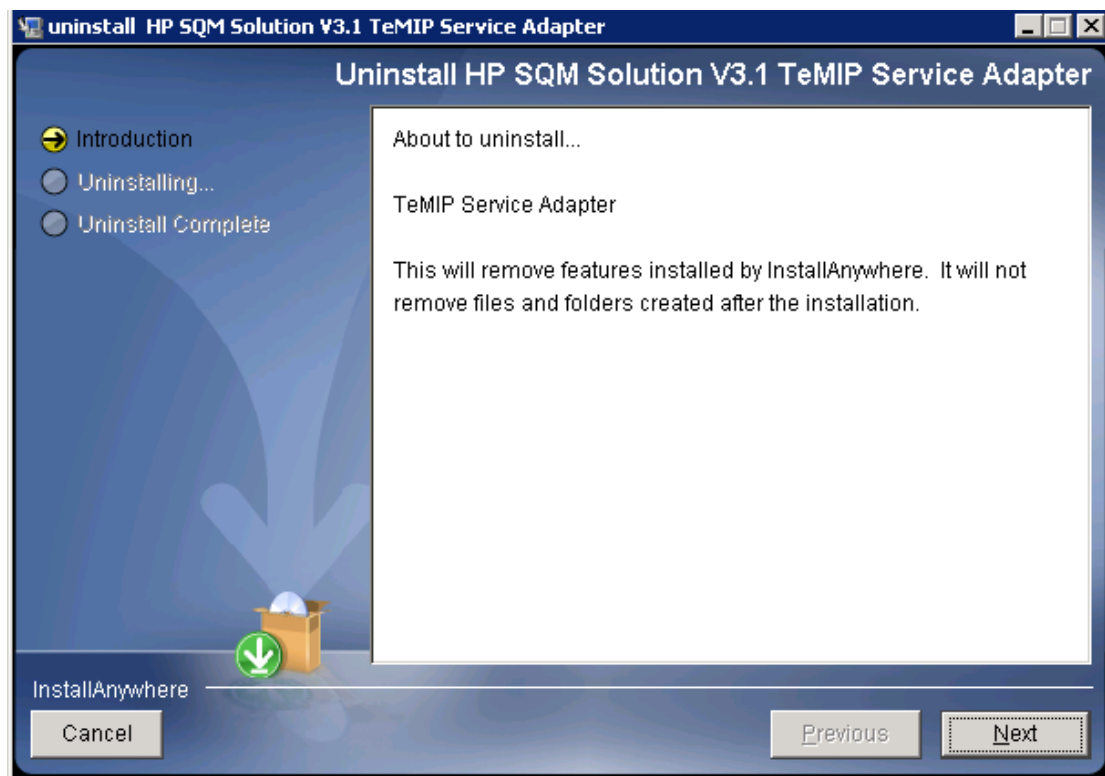 uninstall HP SQM Solution V3.1 TeMIP Service Adapter
Uninstall HP SQM Solution V3.1 TeMIP Service Adapter
Introduction
Uninstalling...
Uninstall Complete
About to uninstall...
TeMIP Service Adapter
This will remove features installed by InstallAnywhere. It will not
remove files and folders created after the installation.
InstallAnywhere
Cancel
Previous
Next